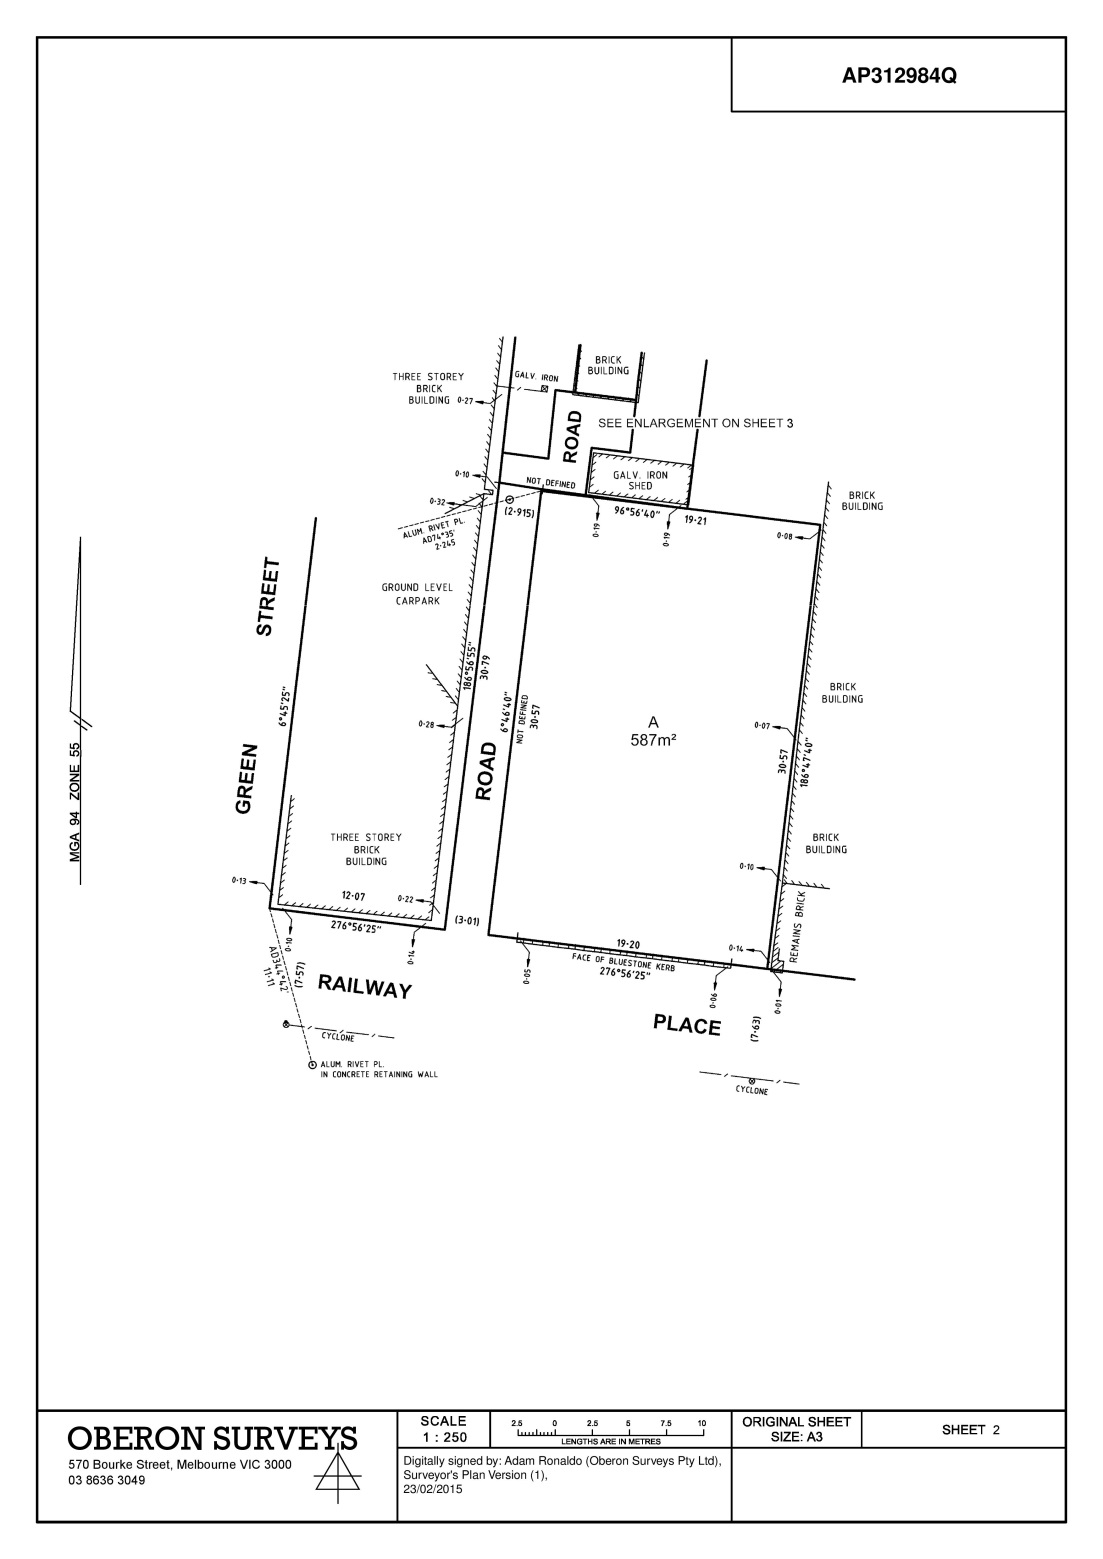 AP312984Q
BRICK
BUILDING
GALV. IRON
THREE STOREY
BRICK
BUILDING
0·27
ROAD
SEE ENLARGEMENT ON SHEET 3
0·10
NOT DEFINED
GALV. IRON
SHED
0·32
(2·915)
96°56'40"
19·21
BRICK
BUILDING
ALUM. RIVET PL.
AD74°35'
2·245
0·19
0·19
0·08
STREET
GROUND LEVEL
CARPARK
186°56'55"
30·79
6°45'25"
6°46'40"
NOT DEFINED
30·57
BRICK
BUILDING
0·28
A
587m²
0·07
30·57
186°47'40"
GREEN
ROAD
MGA 94 ZONE 55
THREE STOREY
BRICK
BUILDING
BRICK
BUILDING
0·10
0·13
12·07
0·22
276°56'25"
(3·01)
REMAINS BRICK
0·10
0·14
19·20
FACE OF BLUESTONE KERB
276°56'25"
0·14
AD344°42'
11·11
(7·57)
0·05
0·06
0·01
RAILWAY
PLACE
(7·63)
CYCLONE
ALUM. RIVET PL.
IN CONCRETE RETAINING WALL
CYCLONE
OBERON SURVEYS
570 Bourke Street, Melbourne VIC 3000
03 8636 3049
SCALE
1 : 250
2.5 0 2.5 5 7.5 10
LENGTHS ARE IN METRES
ORIGINAL SHEET
SIZE: A3
SHEET 2
Digitally signed by: Adam Ronaldo (Oberon Surveys Pty Ltd),
Surveyor's Plan Version (1),
23/02/2015